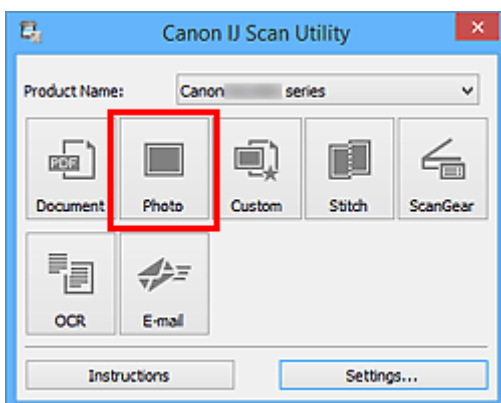 Canon IJ Scan Utility
Product Name: Canon series
PDF
Document Photo Custom Stitch ScanGear
OCR E-mail
Instructions Settings...